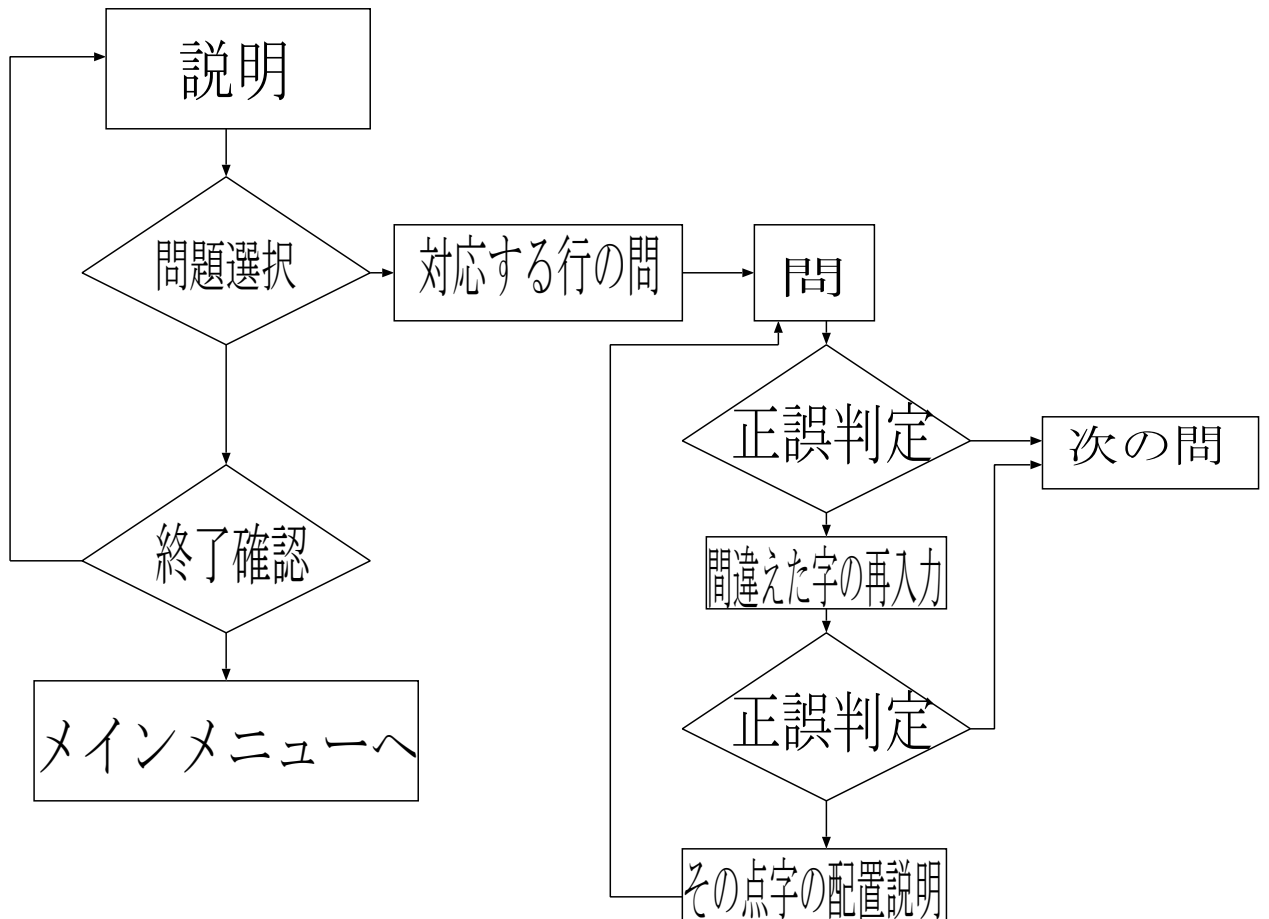 説明
問題選択
対応する行の問
問
正誤判定
次の問
終了確認
間違えた字の再入力
正誤判定
メインメニューへ
その点字の配置説明